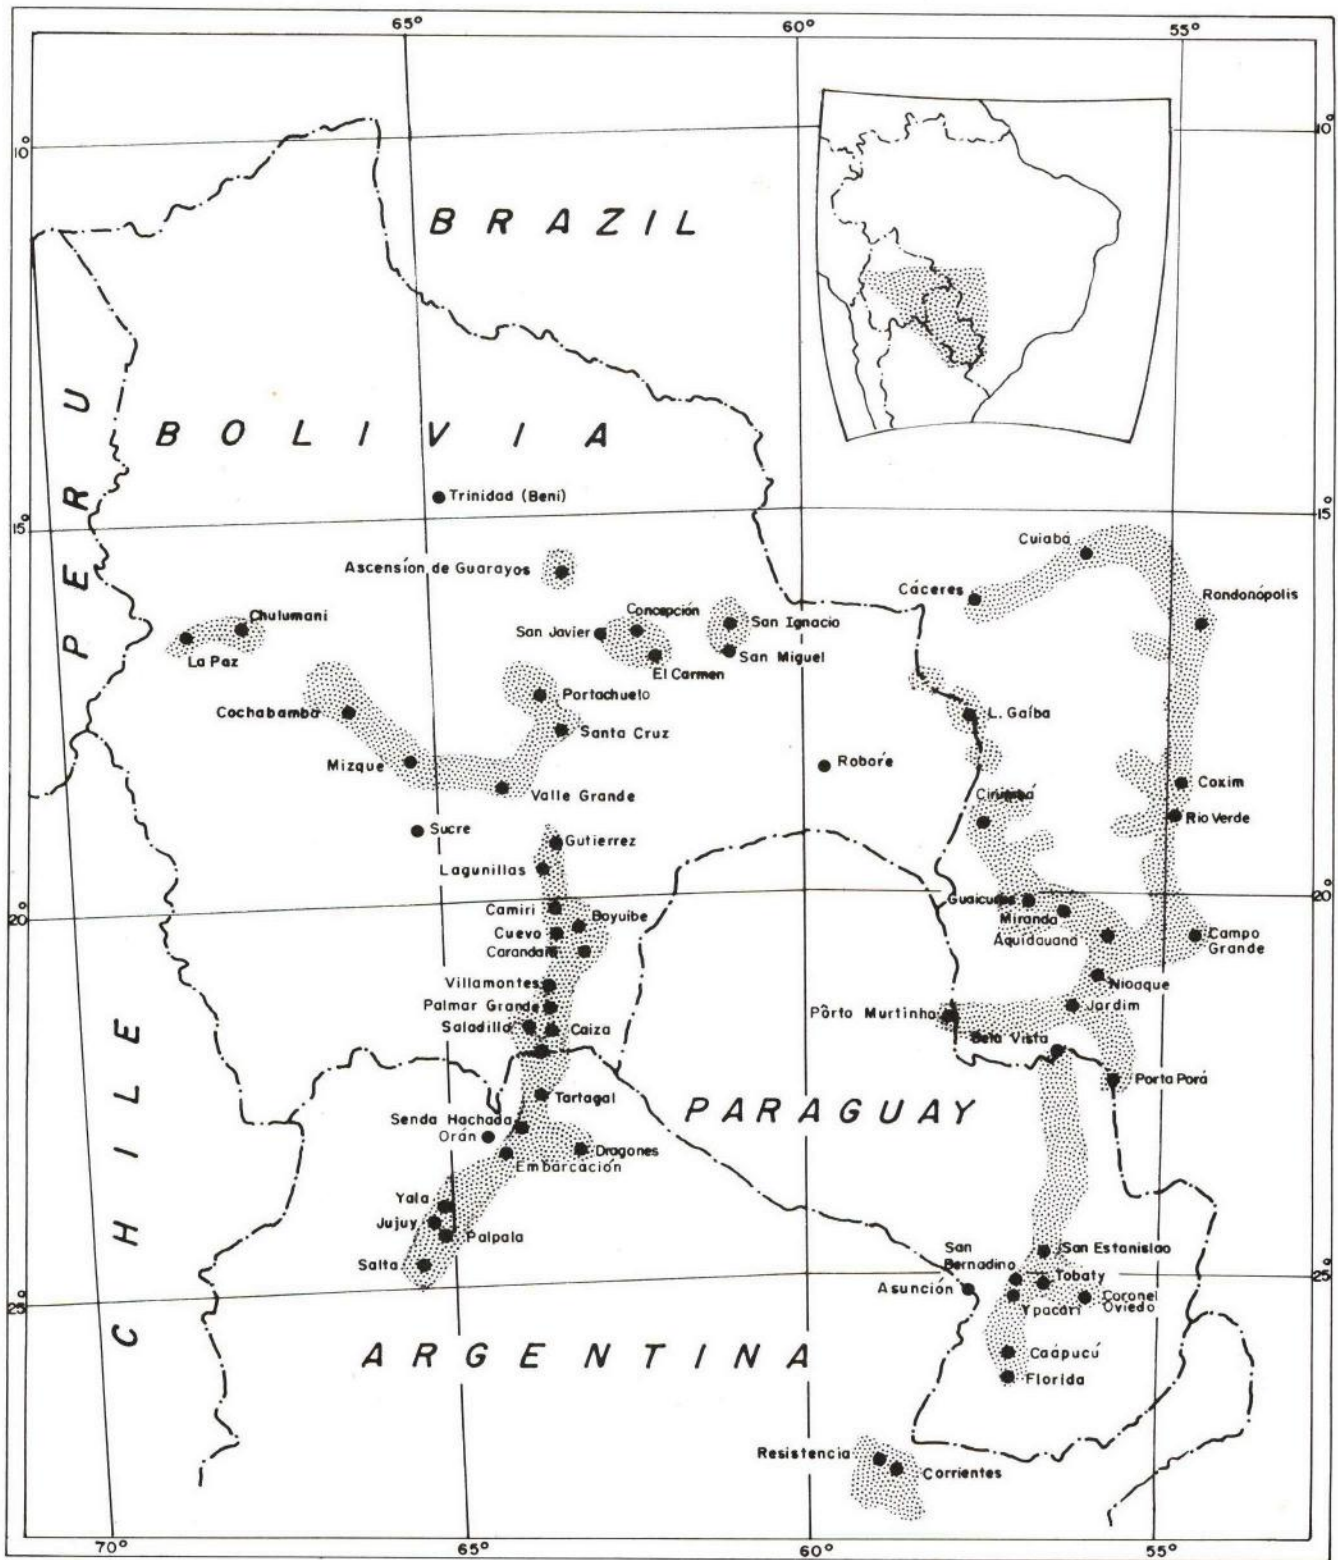 65°
60°
55°
10°
10°
BRAZIL
PERU
BOLIVIA
Trinidad (Beni)
15°
15°
Cuiabá
Ascensíon de Guarayos
Cáceres
Rondonópolis
Chulumani
Concepción
San Ignacio
San Javier
La Paz
San Miguel
El Carmen
Portachuelo
Cochabamba
L. Gaíba
Santa Cruz
Mizque
Roboré
Coxim
Valle Grande
Rio Verde
Sucre
Gutierrez
Lagunillas
Guaicurus
Camiri
Boyuibe
Miranda
20°
20°
Cuevo
Aquidauana
Campo
Grande
Carandaí
Villamontes
Nioaque
Palmar Grande
Jardim
Pôrto Murtinho
Saladillo
Caiza
Bela Vista
CHILE
Porta Porá
Tartagal
PARAGUAY
Senda Hachada
Orán
Dragones
Embarcación
Yala
Jujuy
Palpala
San
Bernadino
San Estanislao
Salta
Tobaty
25°
Asunción
Coronel
Oviedo
25°
Ypacari
ARGENTINA
Caápucú
Florida
Resistencia
Corrientes
70°
65°
60°
55°